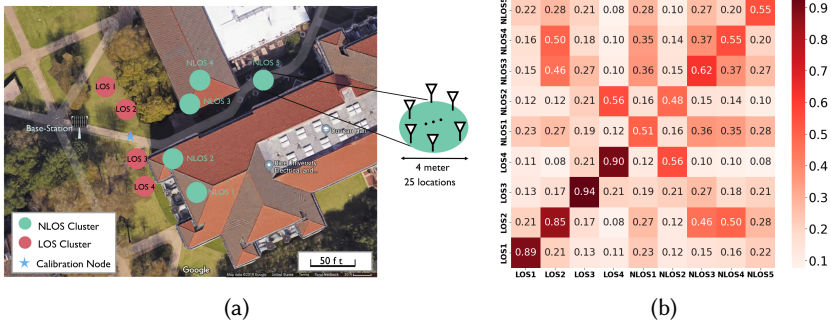 NLOS 4
NLOS 5
LOS 1
NLOS 3
LOS 2
Base-Station
LOS 3
NLOS 2
LOS 4
NLOS 1
Duncan Hall
Electrical and...
NLOS Cluster
LOS Cluster
Calibration Node
Google
50 ft
4 meter
25 locations
(a)
NLOS5 0.22 0.28 0.21 0.08 0.28 0.10 0.27 0.20 0.55
NLOS4 0.16 0.50 0.18 0.10 0.35 0.14 0.37 0.55 0.20
NLOS3 0.15 0.46 0.27 0.10 0.36 0.15 0.62 0.37 0.27
NLOS2 0.12 0.12 0.21 0.56 0.16 0.48 0.15 0.14 0.10
NLOS1 0.23 0.27 0.19 0.12 0.51 0.16 0.36 0.35 0.28
LOS4 0.11 0.08 0.21 0.90 0.12 0.56 0.10 0.10 0.08
LOS3 0.13 0.17 0.94 0.21 0.19 0.21 0.27 0.18 0.21
LOS2 0.21 0.85 0.17 0.08 0.27 0.12 0.46 0.50 0.28
LOS1 0.89 0.21 0.13 0.11 0.23 0.12 0.15 0.16 0.22
LOS1 LOS2 LOS3 LOS4 NLOS1 NLOS2 NLOS3 NLOS4 NLOS5
0.9
0.8
0.7
0.6
0.5
0.4
0.3
0.2
0.1
(b)